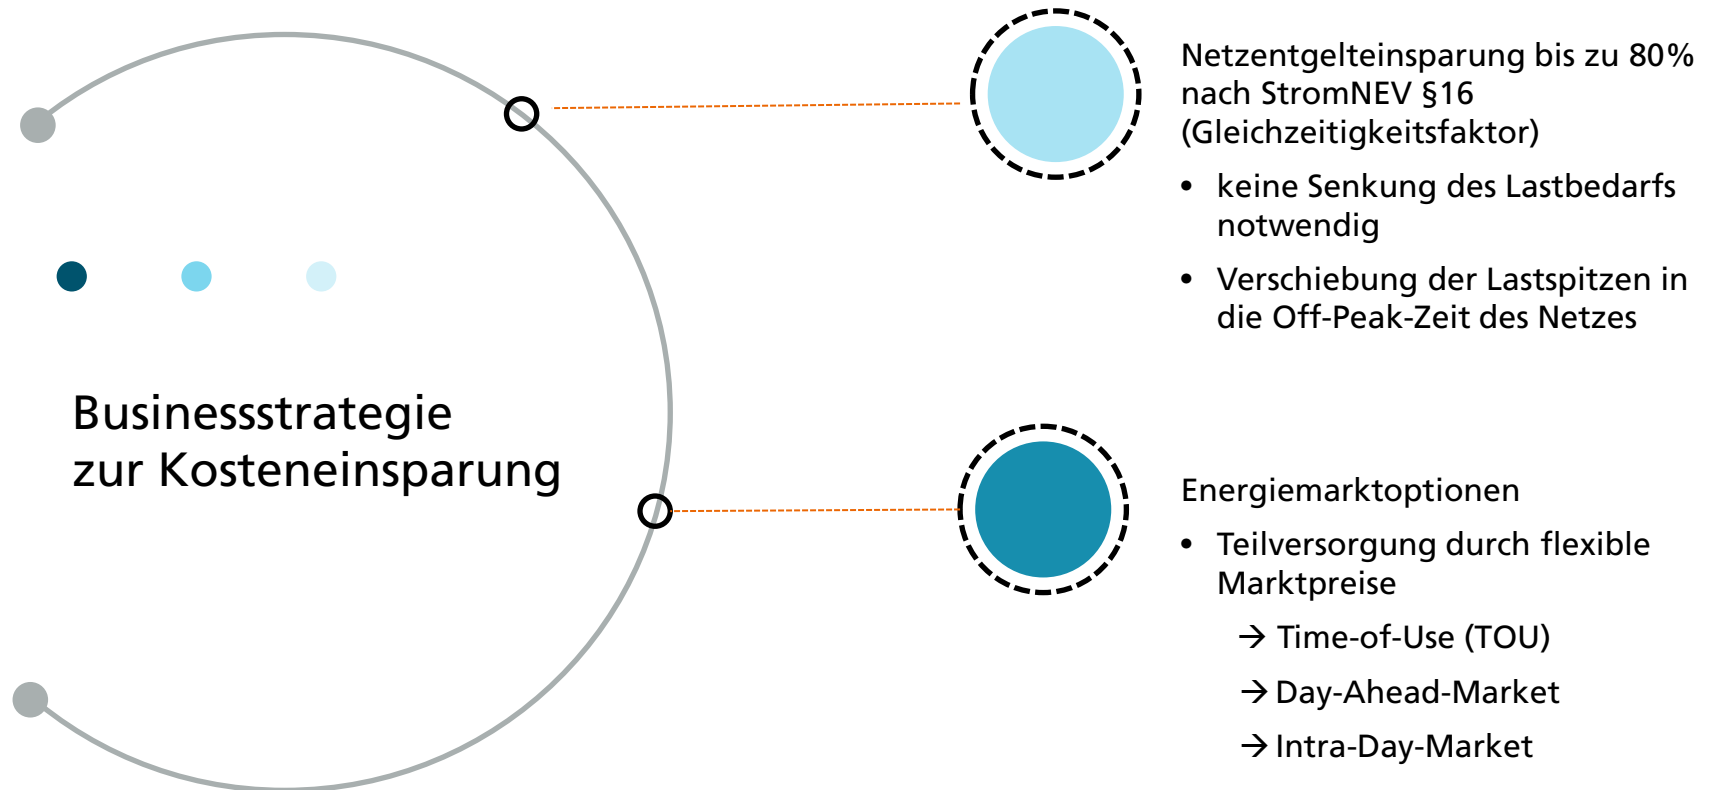 Businessstrategie
zur Kosteneinsparung
Netzentgelteinsparung bis zu 80%
nach StromNEV §16
(Gleichzeitigkeitsfaktor)
• keine Senkung des Lastbedarfs
notwendig
• Verschiebung der Lastspitzen in
die Off-Peak-Zeit des Netzes
Energiemarktoptionen
• Teilversorgung durch flexible
Marktpreise
→ Time-of-Use (TOU)
→ Day-Ahead-Market
→ Intra-Day-Market